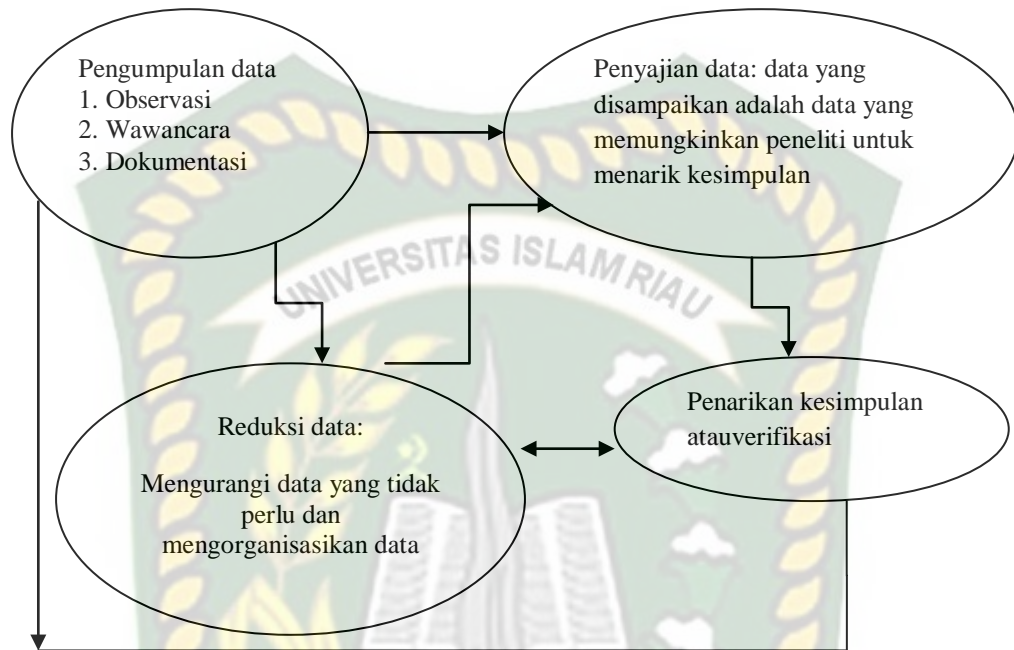 Pengumpulan data
1. Observasi
2. Wawancara
3. Dokumentasi
Penyajian data: data yang
disampaikan adalah data yang
memungkinkan peneliti untuk
menarik kesimpulan
UNIVERSITAS ISLAM RIAU
Reduksi data:
Mengurangi data yang tidak
perlu dan
mengorganisasikan data
Penarikan kesimpulan
atauverifikasi